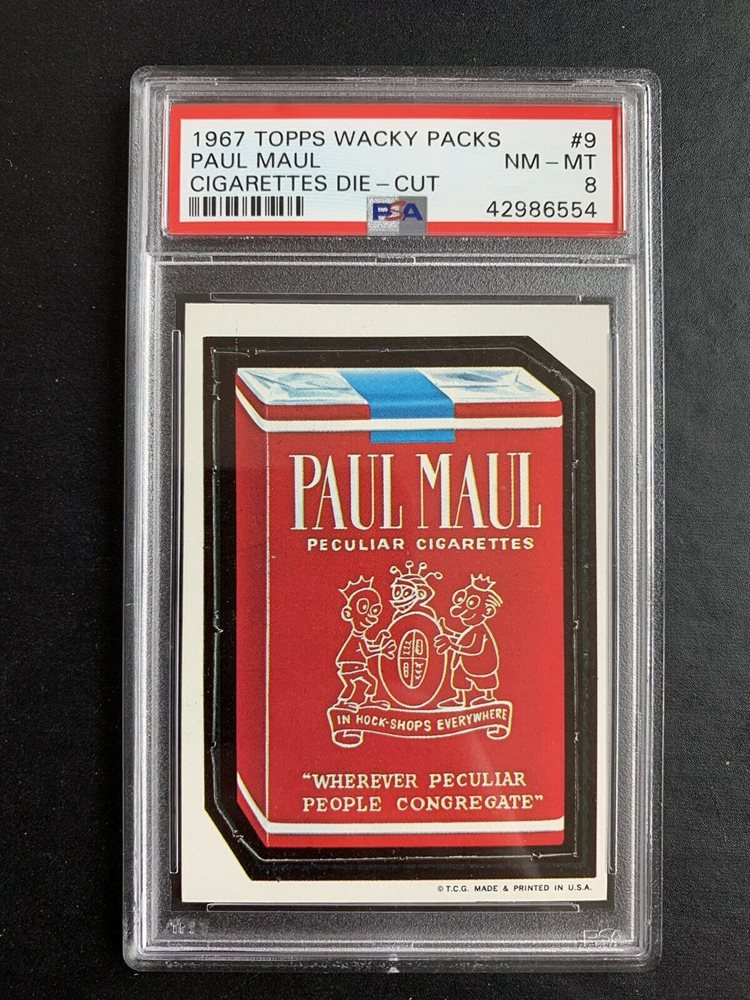 1967 TOPPS WACKY PACKS #9
PAUL MAUL NM - MT
CIGARETTES DIE - CUT 8
PSA 42986554
PAUL MAUL
PECULIAR CIGARETTES
IN HOCK-SHOPS EVERYWHERE
"WHEREVER PECULIAR
PEOPLE CONGREGATE"
© T.C.G. MADE & PRINTED IN U.S.A.
PSA